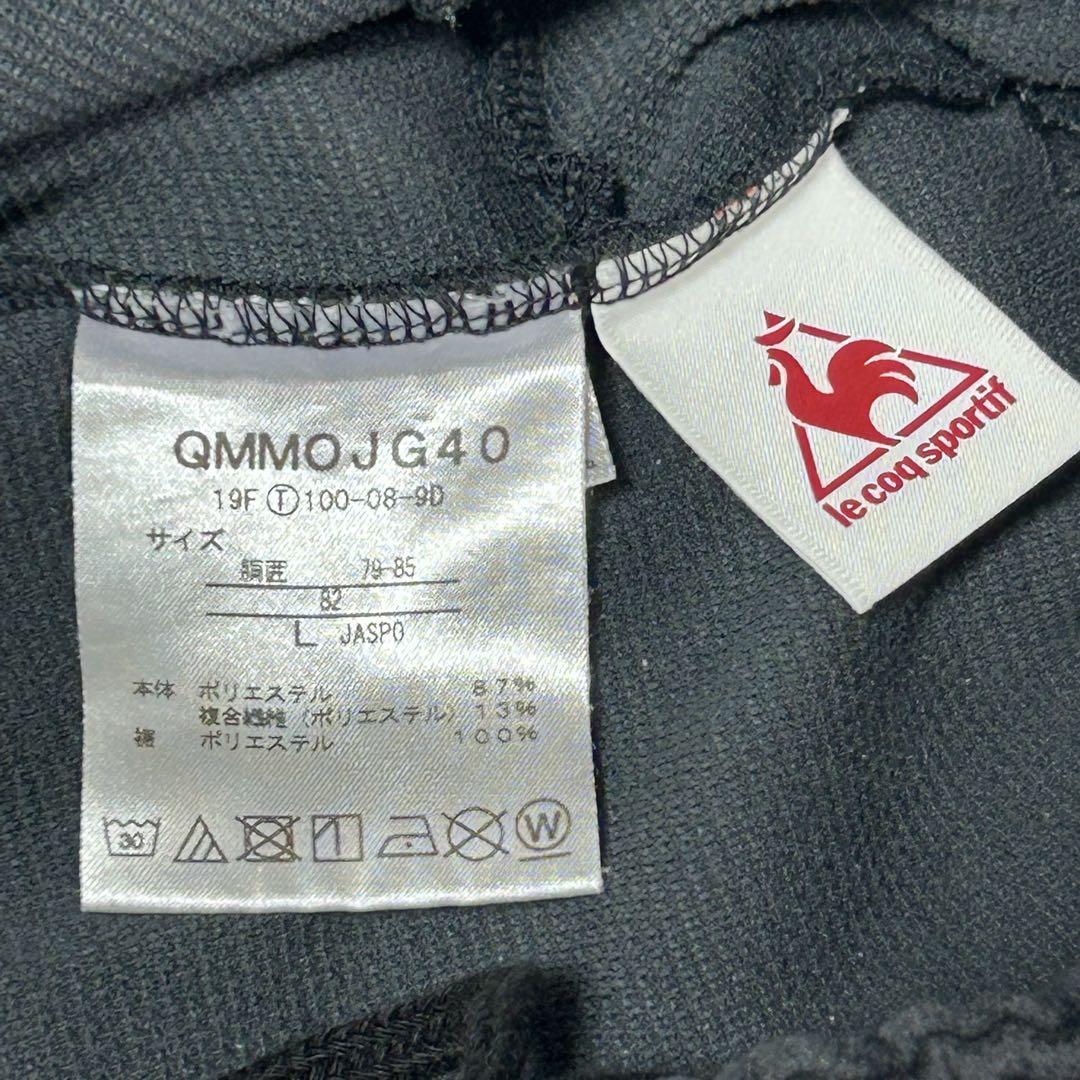 QMMOJG40
19F Ⓣ100-08-9D
サイズ
胴囲 79-85
82
L JASPO
本体 ポリエステル 87%
複合繊維(ポリエステル) 13%
裾 ポリエステル 100%
30
1
W
le coq sportif